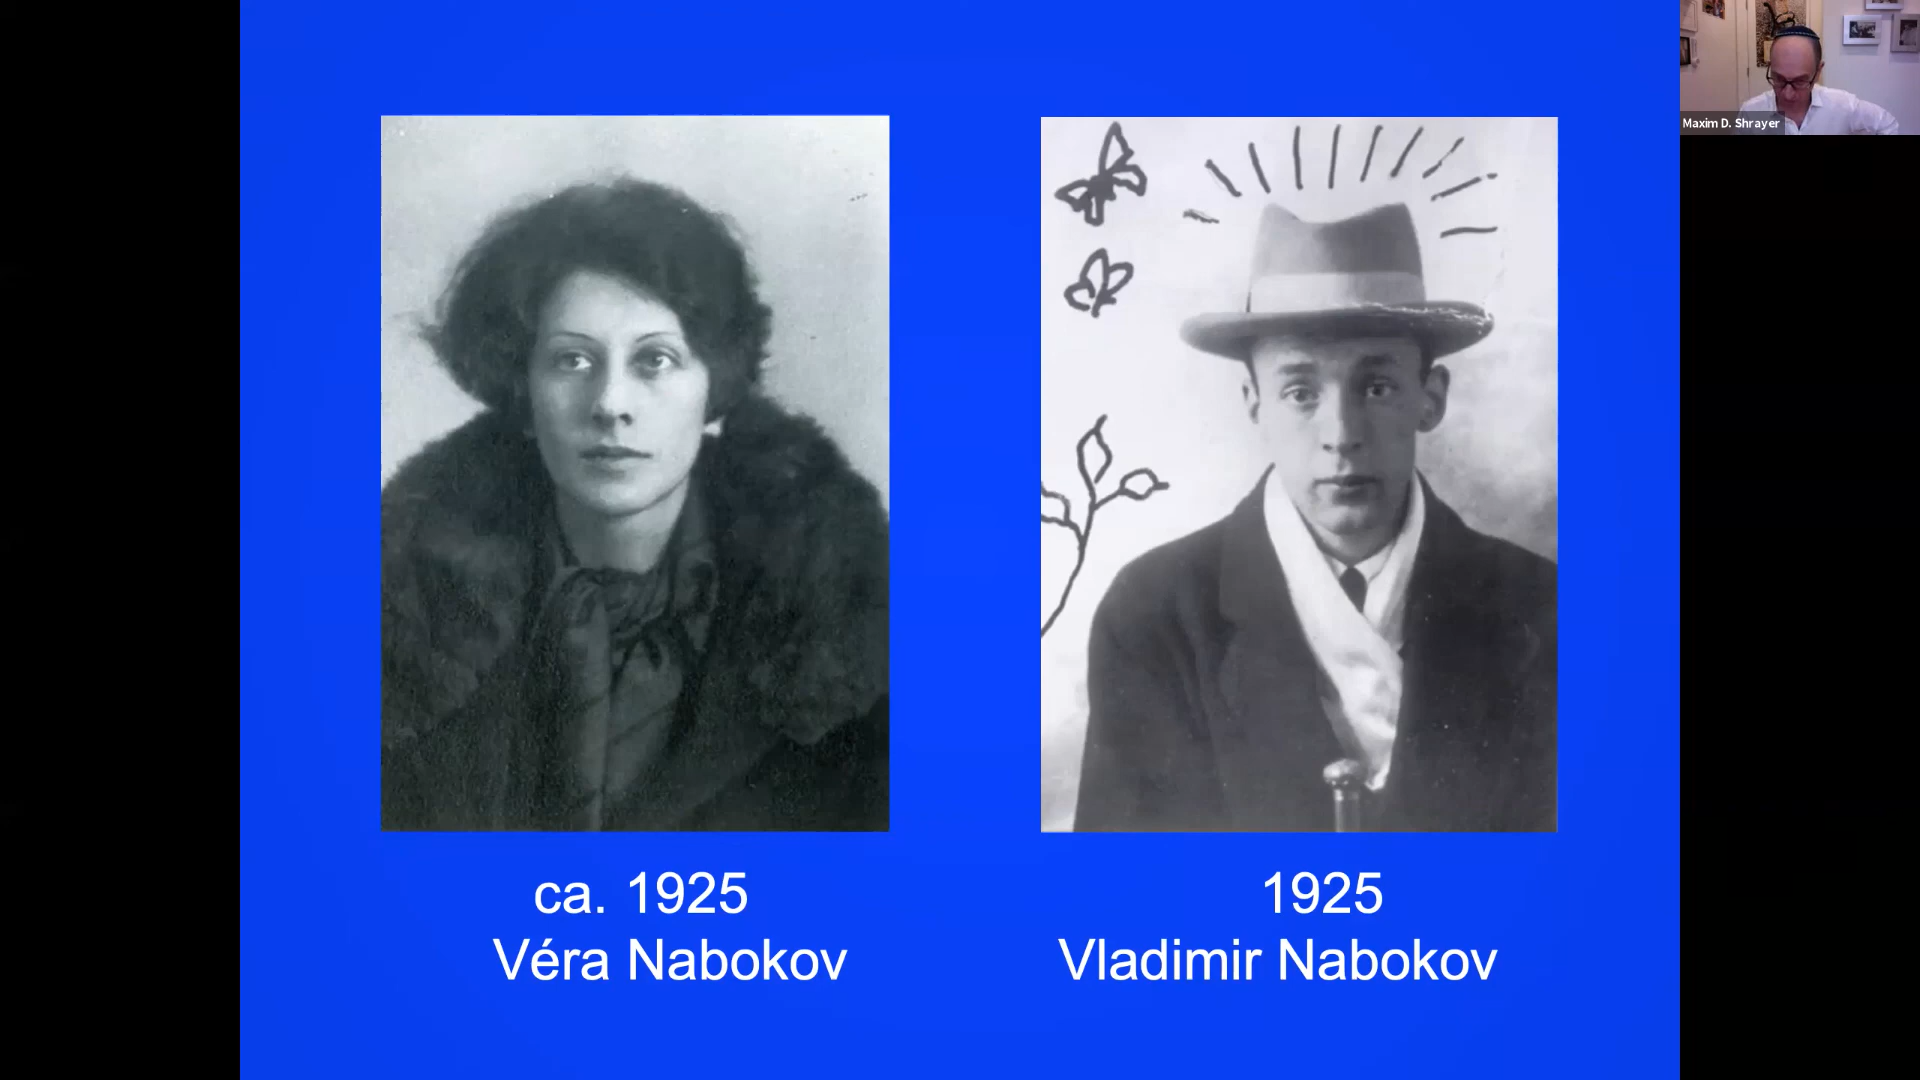 Maxim D. Shrayer
ca. 1925
Véra Nabokov
1925
Vladimir Nabokov